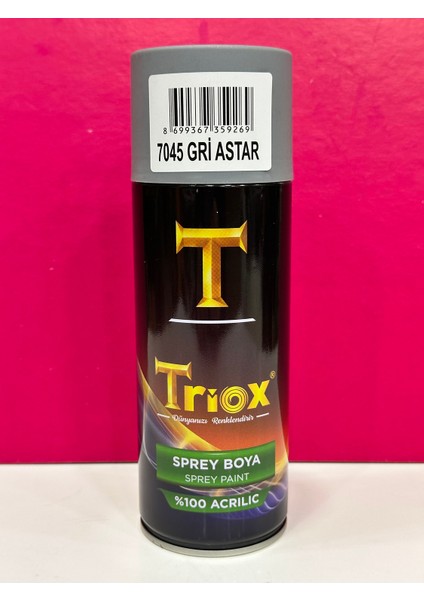 8 699367 359269
7045 GRİ ASTAR
T
Triox®
Dünyanızı Renklendirir
SPREY BOYA
SPREY PAINT
%100 ACRILIC